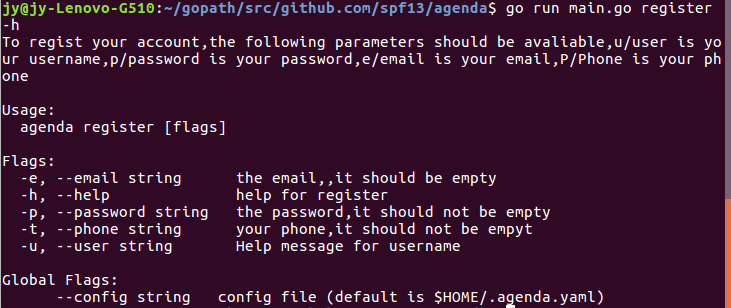 jy@jy-Lenovo-G510:~/gopath/src/github.com/spf13/agenda$ go run main.go register
-h
To regist your account,the following parameters should be avaliable,u/user is yo
ur username,p/password is your password,e/email is your email,P/Phone is your ph
one
Usage:
  agenda register [flags]
Flags:
  -e, --email string      the email,,it should be empty
  -h, --help              help for register
  -p, --password string   the password,it should not be empty
  -t, --phone string      your phone,it should not be empyt
  -u, --user string       Help message for username
Global Flags:
      --config string   config file (default is $HOME/.agenda.yaml)